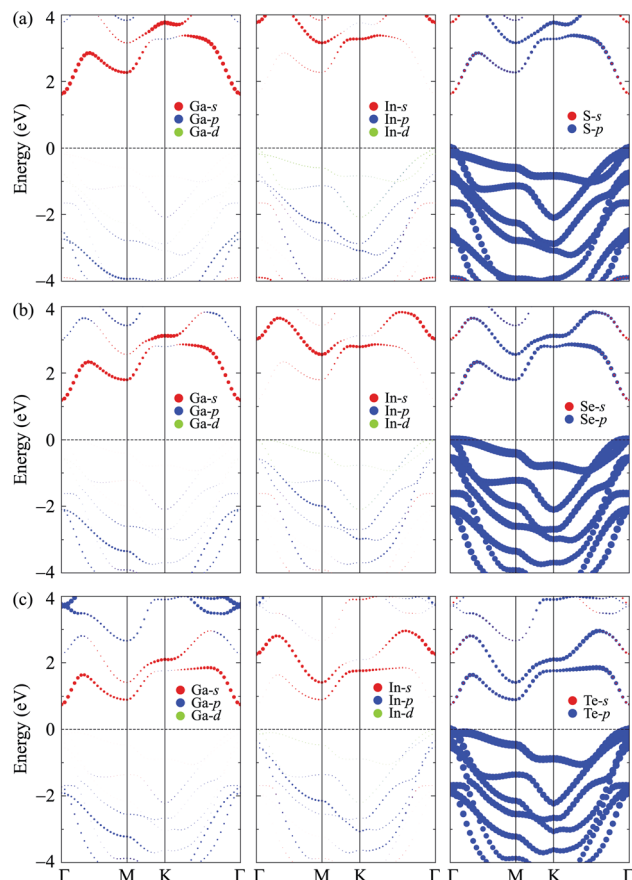 (a)
Energy (eV)
4
2
0
−2
−4
Ga-s
Ga-p
Ga-d
In-s
In-p
In-d
S-s
S-p
(b)
Energy (eV)
4
2
0
−2
−4
Ga-s
Ga-p
Ga-d
In-s
In-p
In-d
Se-s
Se-p
(c)
Energy (eV)
4
2
0
−2
−4
Ga-s
Ga-p
Ga-d
In-s
In-p
In-d
Te-s
Te-p
Γ M K Γ M K Γ M K Γ